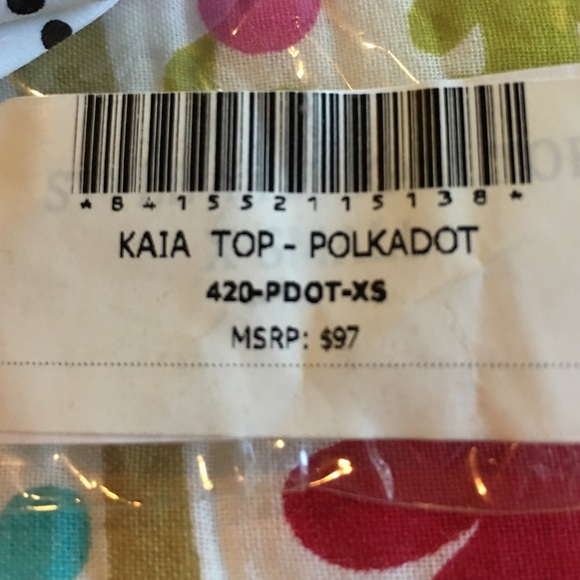 *841552115138*
KAIA TOP - POLKADOT
420-PDOT-XS
MSRP: $97